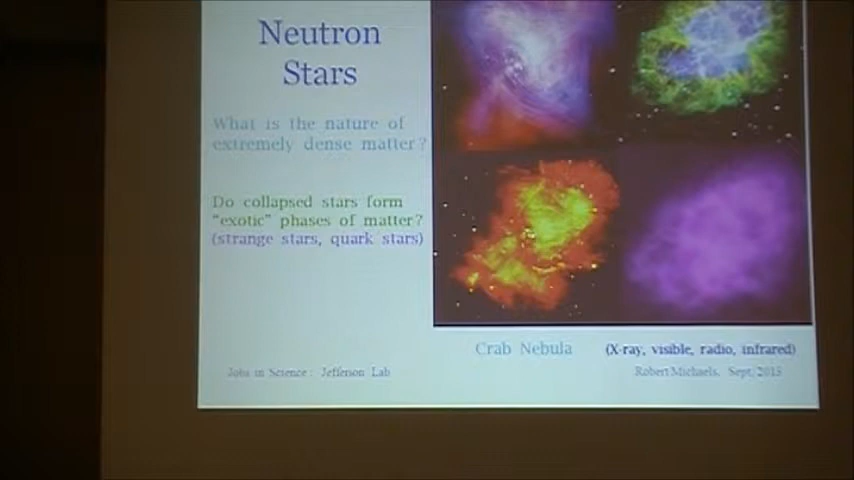 Neutron
Stars
What is the nature of
extremely dense matter?
Do collapsed stars form
"exotic" phases of matter?
(strange stars, quark stars)
Crab Nebula
(X-ray, visible, radio, infrared)
Jobs in Science : Jefferson Lab
Robert Michaels, Sept, 2013